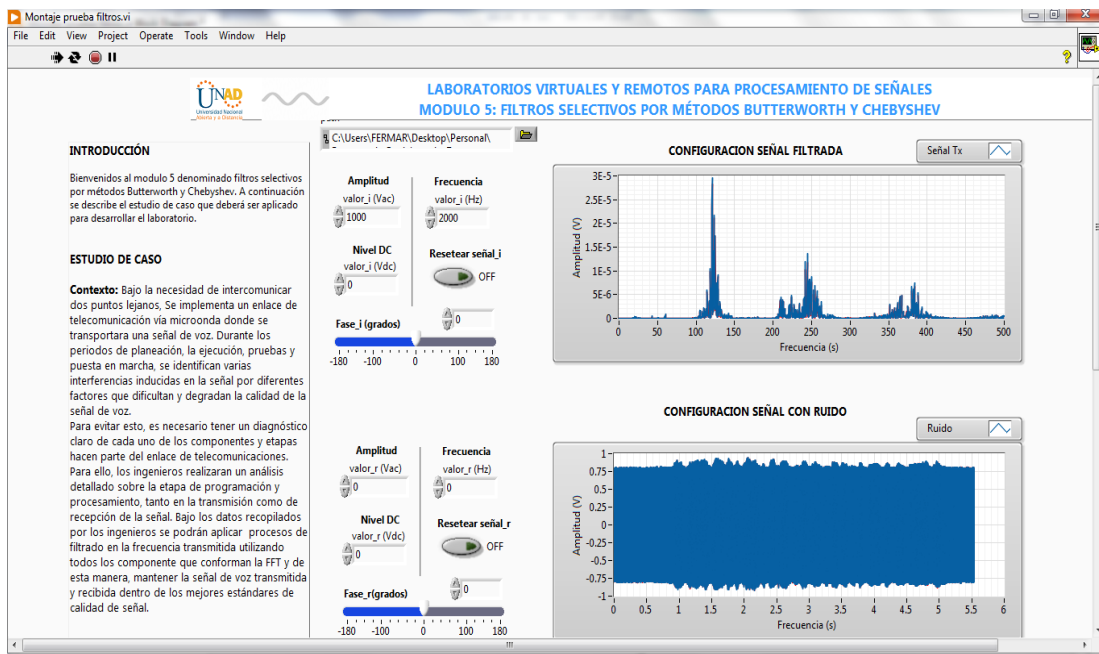 Montaje prueba filtros.vi
File Edit View Project Operate Tools Window Help
UNAD
Universidad Nacional
Abierta y a Distancia
LABORATORIOS VIRTUALES Y REMOTOS PARA PROCESAMIENTO DE SEÑALES
MODULO 5: FILTROS SELECTIVOS POR MÉTODOS BUTTERWORTH Y CHEBYSHEV
INTRODUCCIÓN
Bienvenidos al modulo 5 denominado filtros selectivos
por métodos Butterworth y Chebyshev. A continuación
se describe el estudio de caso que deberá ser aplicado
para desarrollar el laboratorio.
ESTUDIO DE CASO
Contexto: Bajo la necesidad de intercomunicar
dos puntos lejanos, Se implementa un enlace de
telecomunicación vía microonda donde se
transportara una señal de voz. Durante los
periodos de planeación, la ejecución, pruebas y
puesta en marcha, se identifican varias
interferencias inducidas en la señal por diferentes
factores que dificultan y degradan la calidad de la
señal de voz.
Para evitar esto, es necesario tener un diagnóstico
claro de cada uno de los componentes y etapas
hacen parte del enlace de telecomunicaciones.
Para ello, los ingenieros realizaran un análisis
detallado sobre la etapa de programación y
procesamiento, tanto en la transmisión como de
recepción de la señal. Bajo los datos recopilados
por los ingenieros se podrán aplicar procesos de
filtrado en la frecuencia transmitida utilizando
todos los componente que conforman la FFT y de
esta manera, mantener la señal de voz transmitida
y recibida dentro de los mejores estándares de
calidad de señal.
C:\Users\FERMAR\Desktop\Personal\
Amplitud Frecuencia
valor_i (Vac) valor_i (Hz)
1000 2000
Nivel DC Resetear señal_i
valor_i (Vdc)
0 OFF
Fase_i (grados) 0
-180 -100 0 100 180
CONFIGURACION SEÑAL FILTRADA
Señal Tx
3E-5
2.5E-5
2E-5
1.5E-5
1E-5
5E-6
0
Amplitud (V)
0 50 100 150 200 250 300 350 400 450 500
Frecuencia (s)
Amplitud Frecuencia
valor_r (Vac) valor_r (Hz)
0 0
Nivel DC Resetear señal_r
valor_r (Vdc)
0 OFF
Fase_r(grados) 0
-180 -100 0 100 180
CONFIGURACION SEÑAL CON RUIDO
Ruido
1
0.75
0.5
0.25
0
-0.25
-0.5
-0.75
-1
Amplitud (V)
0 0.5 1 1.5 2 2.5 3 3.5 4 4.5 5 5.5 6
Frecuencia (s)